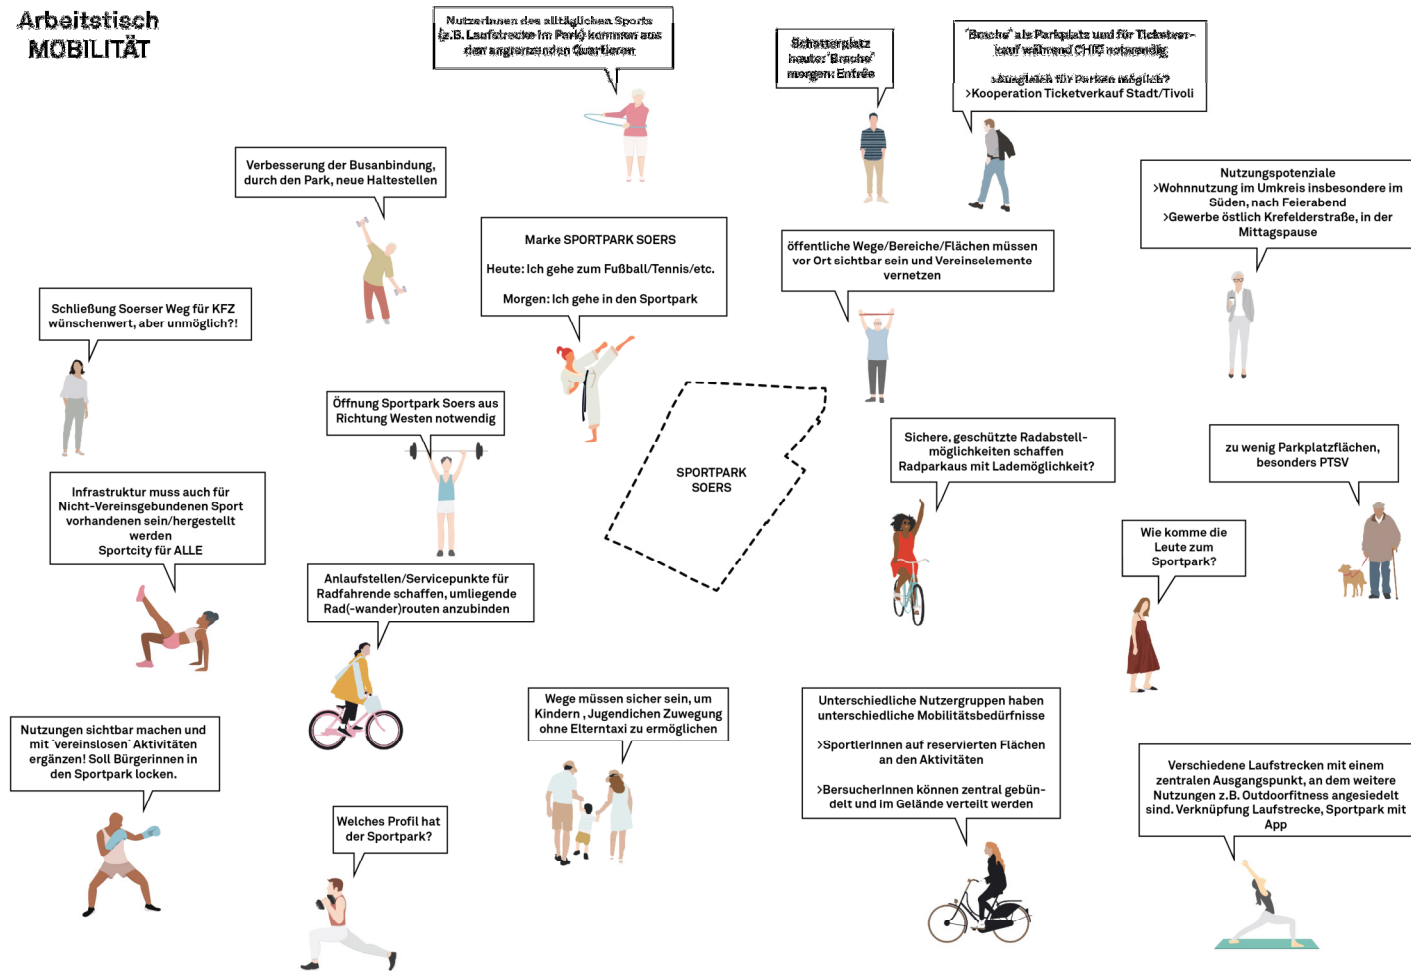 Arbeitstisch
MOBILITÄT
NutzerInnen des alltäglichen Sports
(z.B. Laufstrecke im Park) kommen aus
den angrenzenden Quartieren
Schotterplatz
heute: "Brache"
morgen: Entrée
"Brache" als Parkplatz und für Ticketver-
kauf während CHIO notwendig
>Ausgleich für Parken möglich?
>Kooperation Ticketverkauf Stadt/Tivoli
Verbesserung der Busanbindung,
durch den Park, neue Haltestellen
Nutzungspotenziale
>Wohnnutzung im Umkreis insbesondere im
Süden, nach Feierabend
>Gewerbe östlich Krefelderstraße, in der
Mittagspause
Marke SPORTPARK SOERS
Heute: Ich gehe zum Fußball/Tennis/etc.
Morgen: Ich gehe in den Sportpark
öffentliche Wege/Bereiche/Flächen müssen
vor Ort sichtbar sein und Vereinselemente
vernetzen
Schließung Soerser Weg für KFZ
wünschenwert, aber unmöglich?!
Öffnung Sportpark Soers aus
Richtung Westen notwendig
SPORTPARK
SOERS
Sichere, geschützte Radabstell-
möglichkeiten schaffen
Radparkaus mit Lademöglichkeit?
zu wenig Parkplatzflächen,
besonders PTSV
Infrastruktur muss auch für
Nicht-Vereinsgebundenen Sport
vorhandenen sein/hergestellt
werden
Sportcity für ALLE
Wie komme die
Leute zum
Sportpark?
Anlaufstellen/Servicepunkte für
Radfahrende schaffen, umliegende
Rad(-wander)routen anzubinden
Wege müssen sicher sein, um
Kindern , Jugendichen Zuwegung
ohne Elterntaxi zu ermöglichen
Unterschiedliche Nutzergruppen haben
unterschiedliche Mobilitätsbedürfnisse
>SportlerInnen auf reservierten Flächen
an den Aktivitäten
>BersucherInnen können zentral gebün-
delt und im Gelände verteilt werden
Nutzungen sichtbar machen und
mit ´vereinslosen´ Aktivitäten
ergänzen! Soll Bürgerinnen in
den Sportpark locken.
Verschiedene Laufstrecken mit einem
zentralen Ausgangspunkt, an dem weitere
Nutzungen z.B. Outdoorfitness angesiedelt
sind. Verknüpfung Laufstrecke, Sportpark mit
App
Welches Profil hat
der Sportpark?